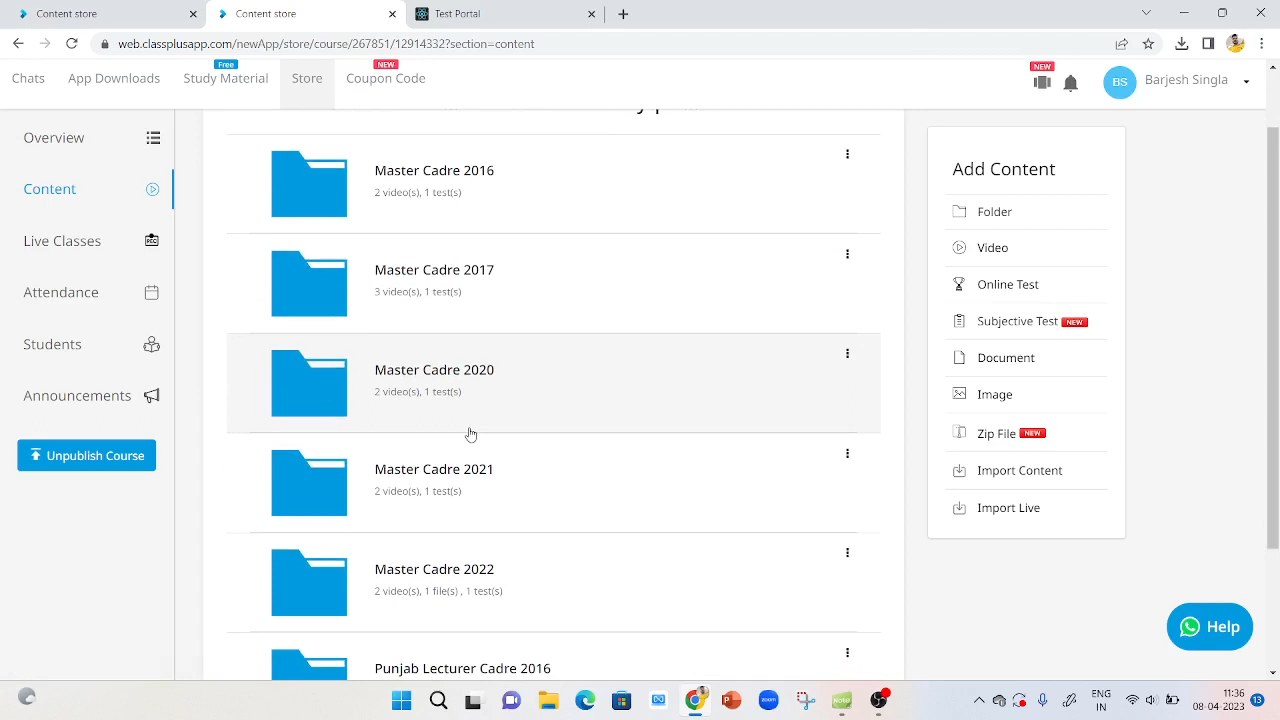 Content store
Content store
Test Portal
web.classplusapp.com/newApp/store/course/267851/12914332?section=content
Chats
App Downloads
Free
Study Material
Store
NEW
Coupon Code
NEW
BS
Barjesh Singla
Overview
Content
Live Classes
Attendance
Students
Announcements
Unpublish Course
Master Cadre 2016
2 video(s), 1 test(s)
Master Cadre 2017
3 video(s), 1 test(s)
Master Cadre 2020
2 video(s), 1 test(s)
Master Cadre 2021
2 video(s), 1 test(s)
Master Cadre 2022
2 video(s), 1 file(s) , 1 test(s)
Punjab Lecturer Cadre 2016
Add Content
Folder
Video
Online Test
Subjective Test NEW
Document
Image
Zip File NEW
Import Content
Import Live
Help
zoom
Note
ENG
IN
11:36
08-04-2023
13